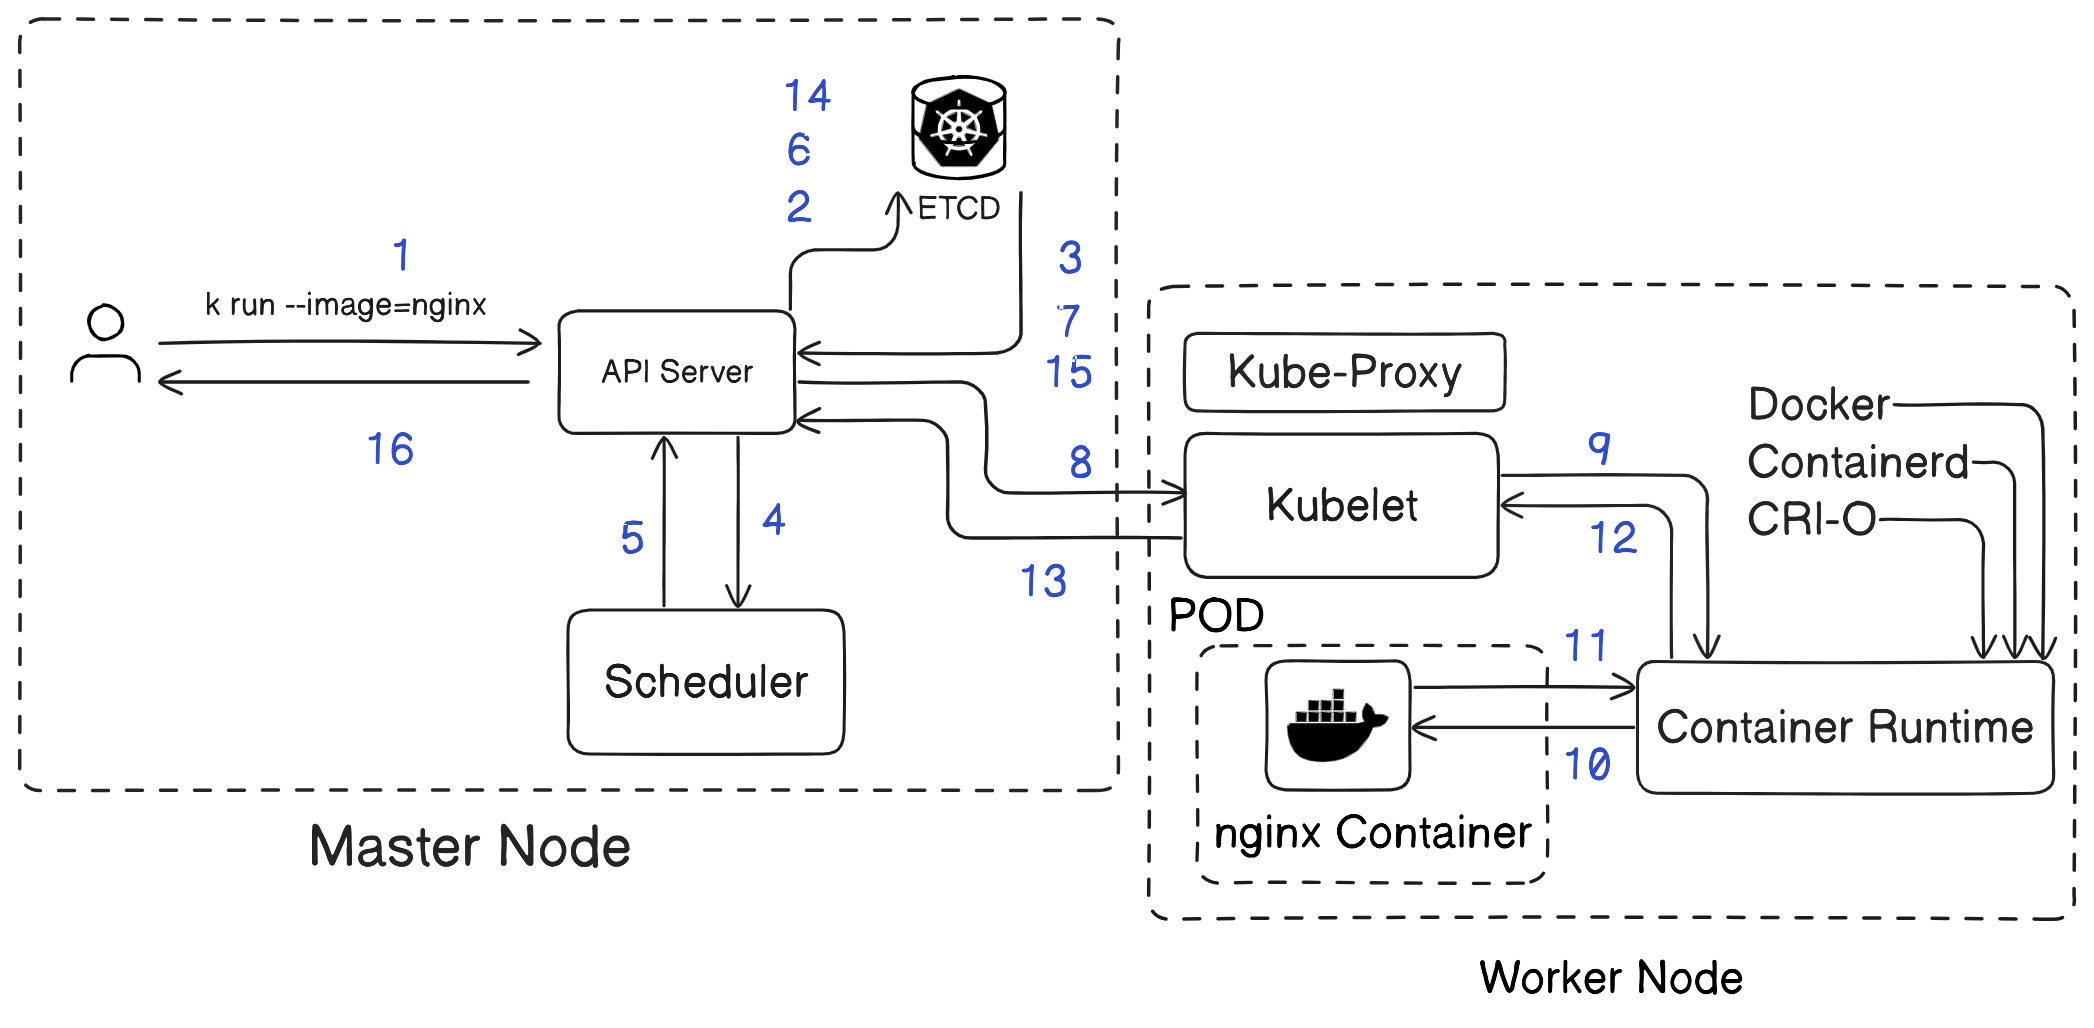 14
6
2
ETCD
1
k run --image=nginx
3
7
15
API Server
16
8
5
4
13
Scheduler
Master Node
Kube-Proxy
Kubelet
9
12
Docker
Containerd
CRI-O
POD
11
10
Container Runtime
nginx Container
Worker Node